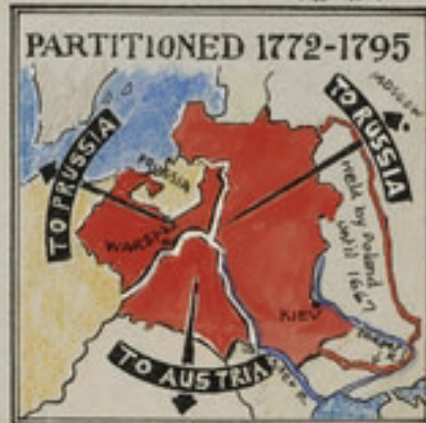 PARTITIONED 1772-1795
MOSCOW
TO RUSSIA
PRUSSIA
TO PRUSSIA
held by Poland
until 1667
WARSAW
KIEV
TO AUSTRIA